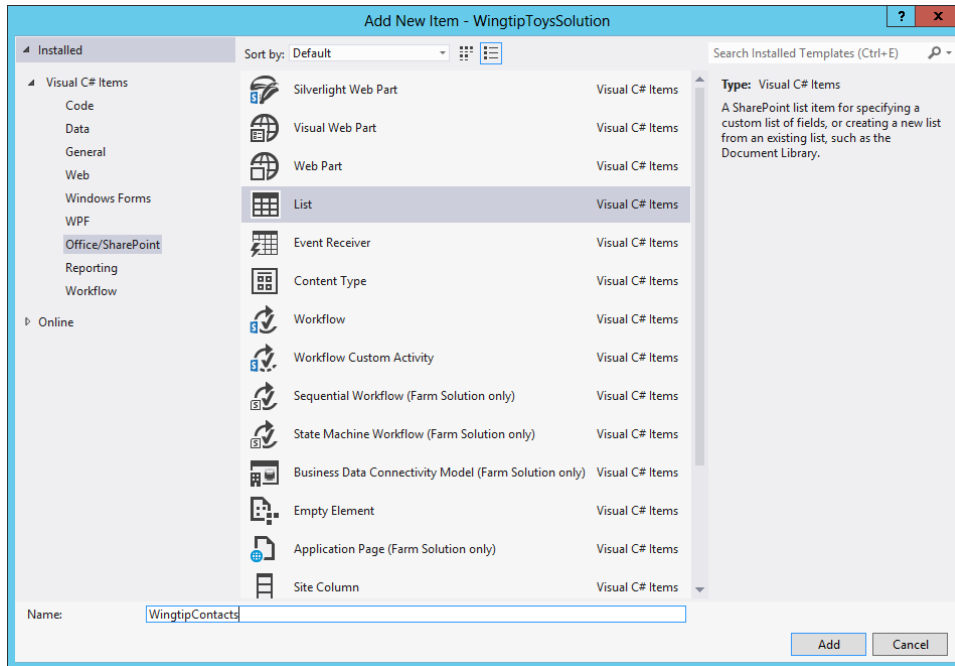 Add New Item - WingtipToysSolution
? x
Installed
Sort by: Default
Search Installed Templates (Ctrl+E)
Visual C# Items
Code
Data
General
Web
Windows Forms
WPF
Office/SharePoint
Reporting
Workflow
Online
Silverlight Web Part Visual C# Items
Visual Web Part Visual C# Items
Web Part Visual C# Items
List Visual C# Items
Event Receiver Visual C# Items
Content Type Visual C# Items
Workflow Visual C# Items
Workflow Custom Activity Visual C# Items
Sequential Workflow (Farm Solution only) Visual C# Items
State Machine Workflow (Farm Solution only) Visual C# Items
Business Data Connectivity Model (Farm Solution only) Visual C# Items
Empty Element Visual C# Items
Application Page (Farm Solution only) Visual C# Items
Site Column Visual C# Items
Type: Visual C# Items
A SharePoint list item for specifying a
custom list of fields, or creating a new list
from an existing list, such as the
Document Library.
Name: WingtipContacts
Add Cancel